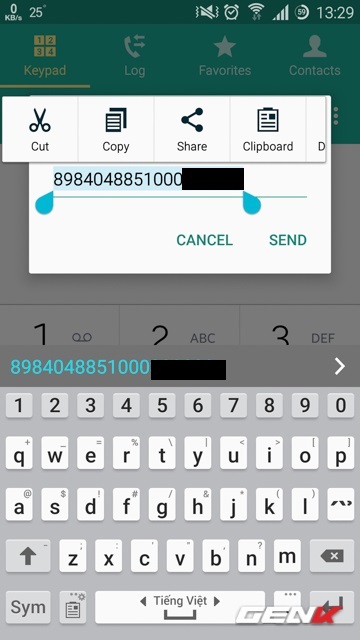 0 KB/s 25° 59 13:29
Keypad Log Favorites Contacts
Cut Copy Share Clipboard D
8984048851000
CANCEL SEND
1 2 ABC 3 DEF
8984048851000
1 2 3 4 5 6 7 8 9 0
q + w _ e = r % t \ y | u < i > o [ p ]
a @ s $ d ! f # g / h & j * k ( l ) ^^
z - x ' c " v : b ; n ? m
Sym Tiếng Việt ...
GENK